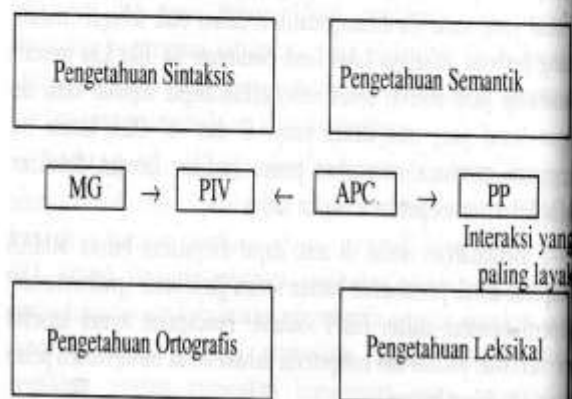 Pengetahuan Sintaksis
Pengetahuan Semantik
MG → PIV ← APC → PP
Interaksi yang
paling layak
Pengetahuan Ortografis
Pengetahuan Leksikal